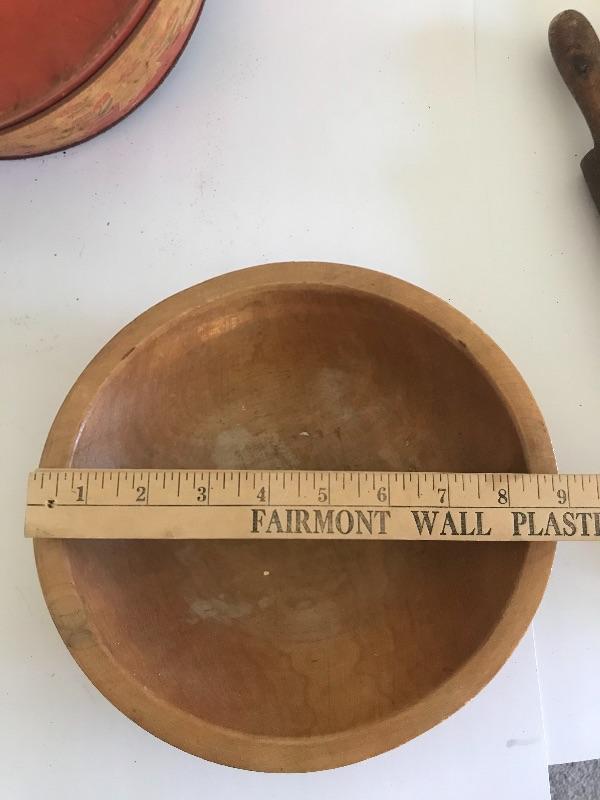 1 2 3 4 5 6 7 8 9
FAIRMONT WALL PLASTE